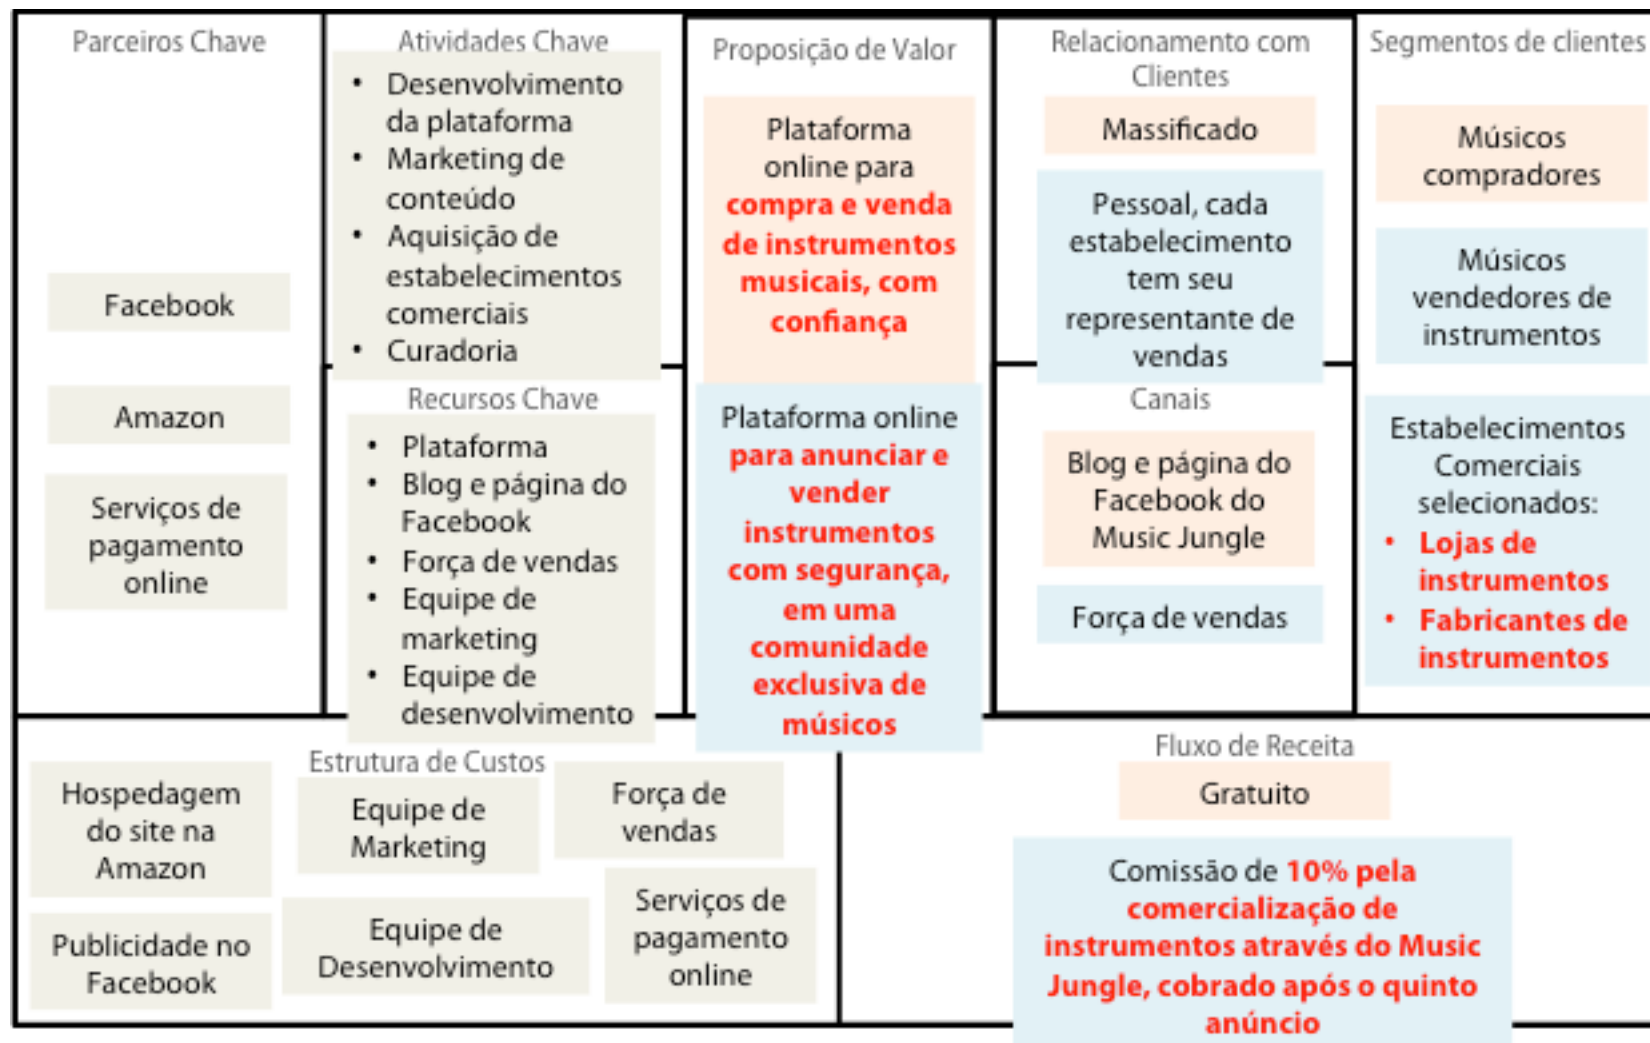 Parceiros Chave
Facebook
Amazon
Serviços de
pagamento
online
Atividades Chave
• Desenvolvimento
da plataforma
• Marketing de
conteúdo
• Aquisição de
estabelecimentos
comerciais
• Curadoria
Recursos Chave
• Plataforma
• Blog e página do
Facebook
• Força de vendas
• Equipe de
marketing
• Equipe de
desenvolvimento
Proposição de Valor
Plataforma
online para
compra e venda
de instrumentos
musicais, com
confiança
Plataforma online
para anunciar e
vender
instrumentos
com segurança,
em uma
comunidade
exclusiva de
músicos
Relacionamento com
Clientes
Massificado
Pessoal, cada
estabelecimento
tem seu
representante de
vendas
Canais
Blog e página do
Facebook do
Music Jungle
Força de vendas
Segmentos de clientes
Músicos
compradores
Músicos
vendedores de
instrumentos
Estabelecimentos
Comerciais
selecionados:
• Lojas de
instrumentos
• Fabricantes de
instrumentos
Estrutura de Custos
Hospedagem
do site na
Amazon
Publicidade no
Facebook
Equipe de
Marketing
Equipe de
Desenvolvimento
Força de
vendas
Serviços de
pagamento
online
Fluxo de Receita
Gratuito
Comissão de 10% pela
comercialização de
instrumentos através do Music
Jungle, cobrado após o quinto
anúncio